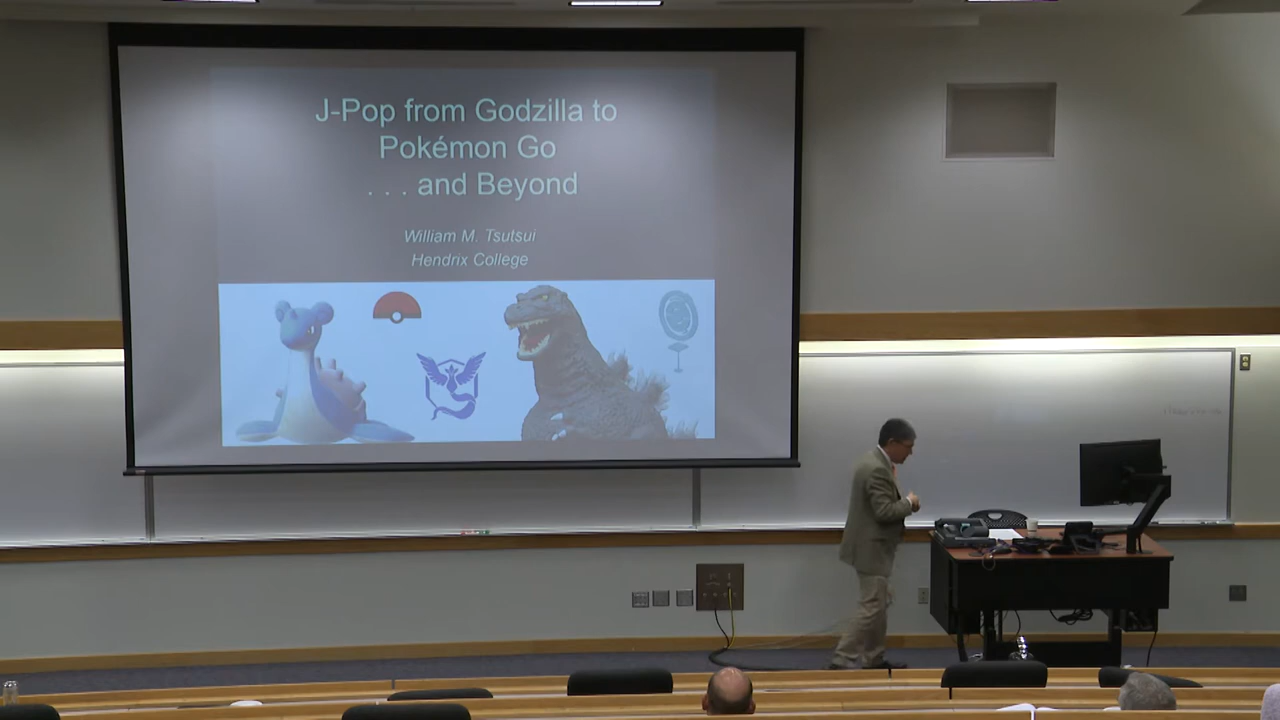 J-Pop from Godzilla to
Pokémon Go
. . . and Beyond
William M. Tsutsui
Hendrix College